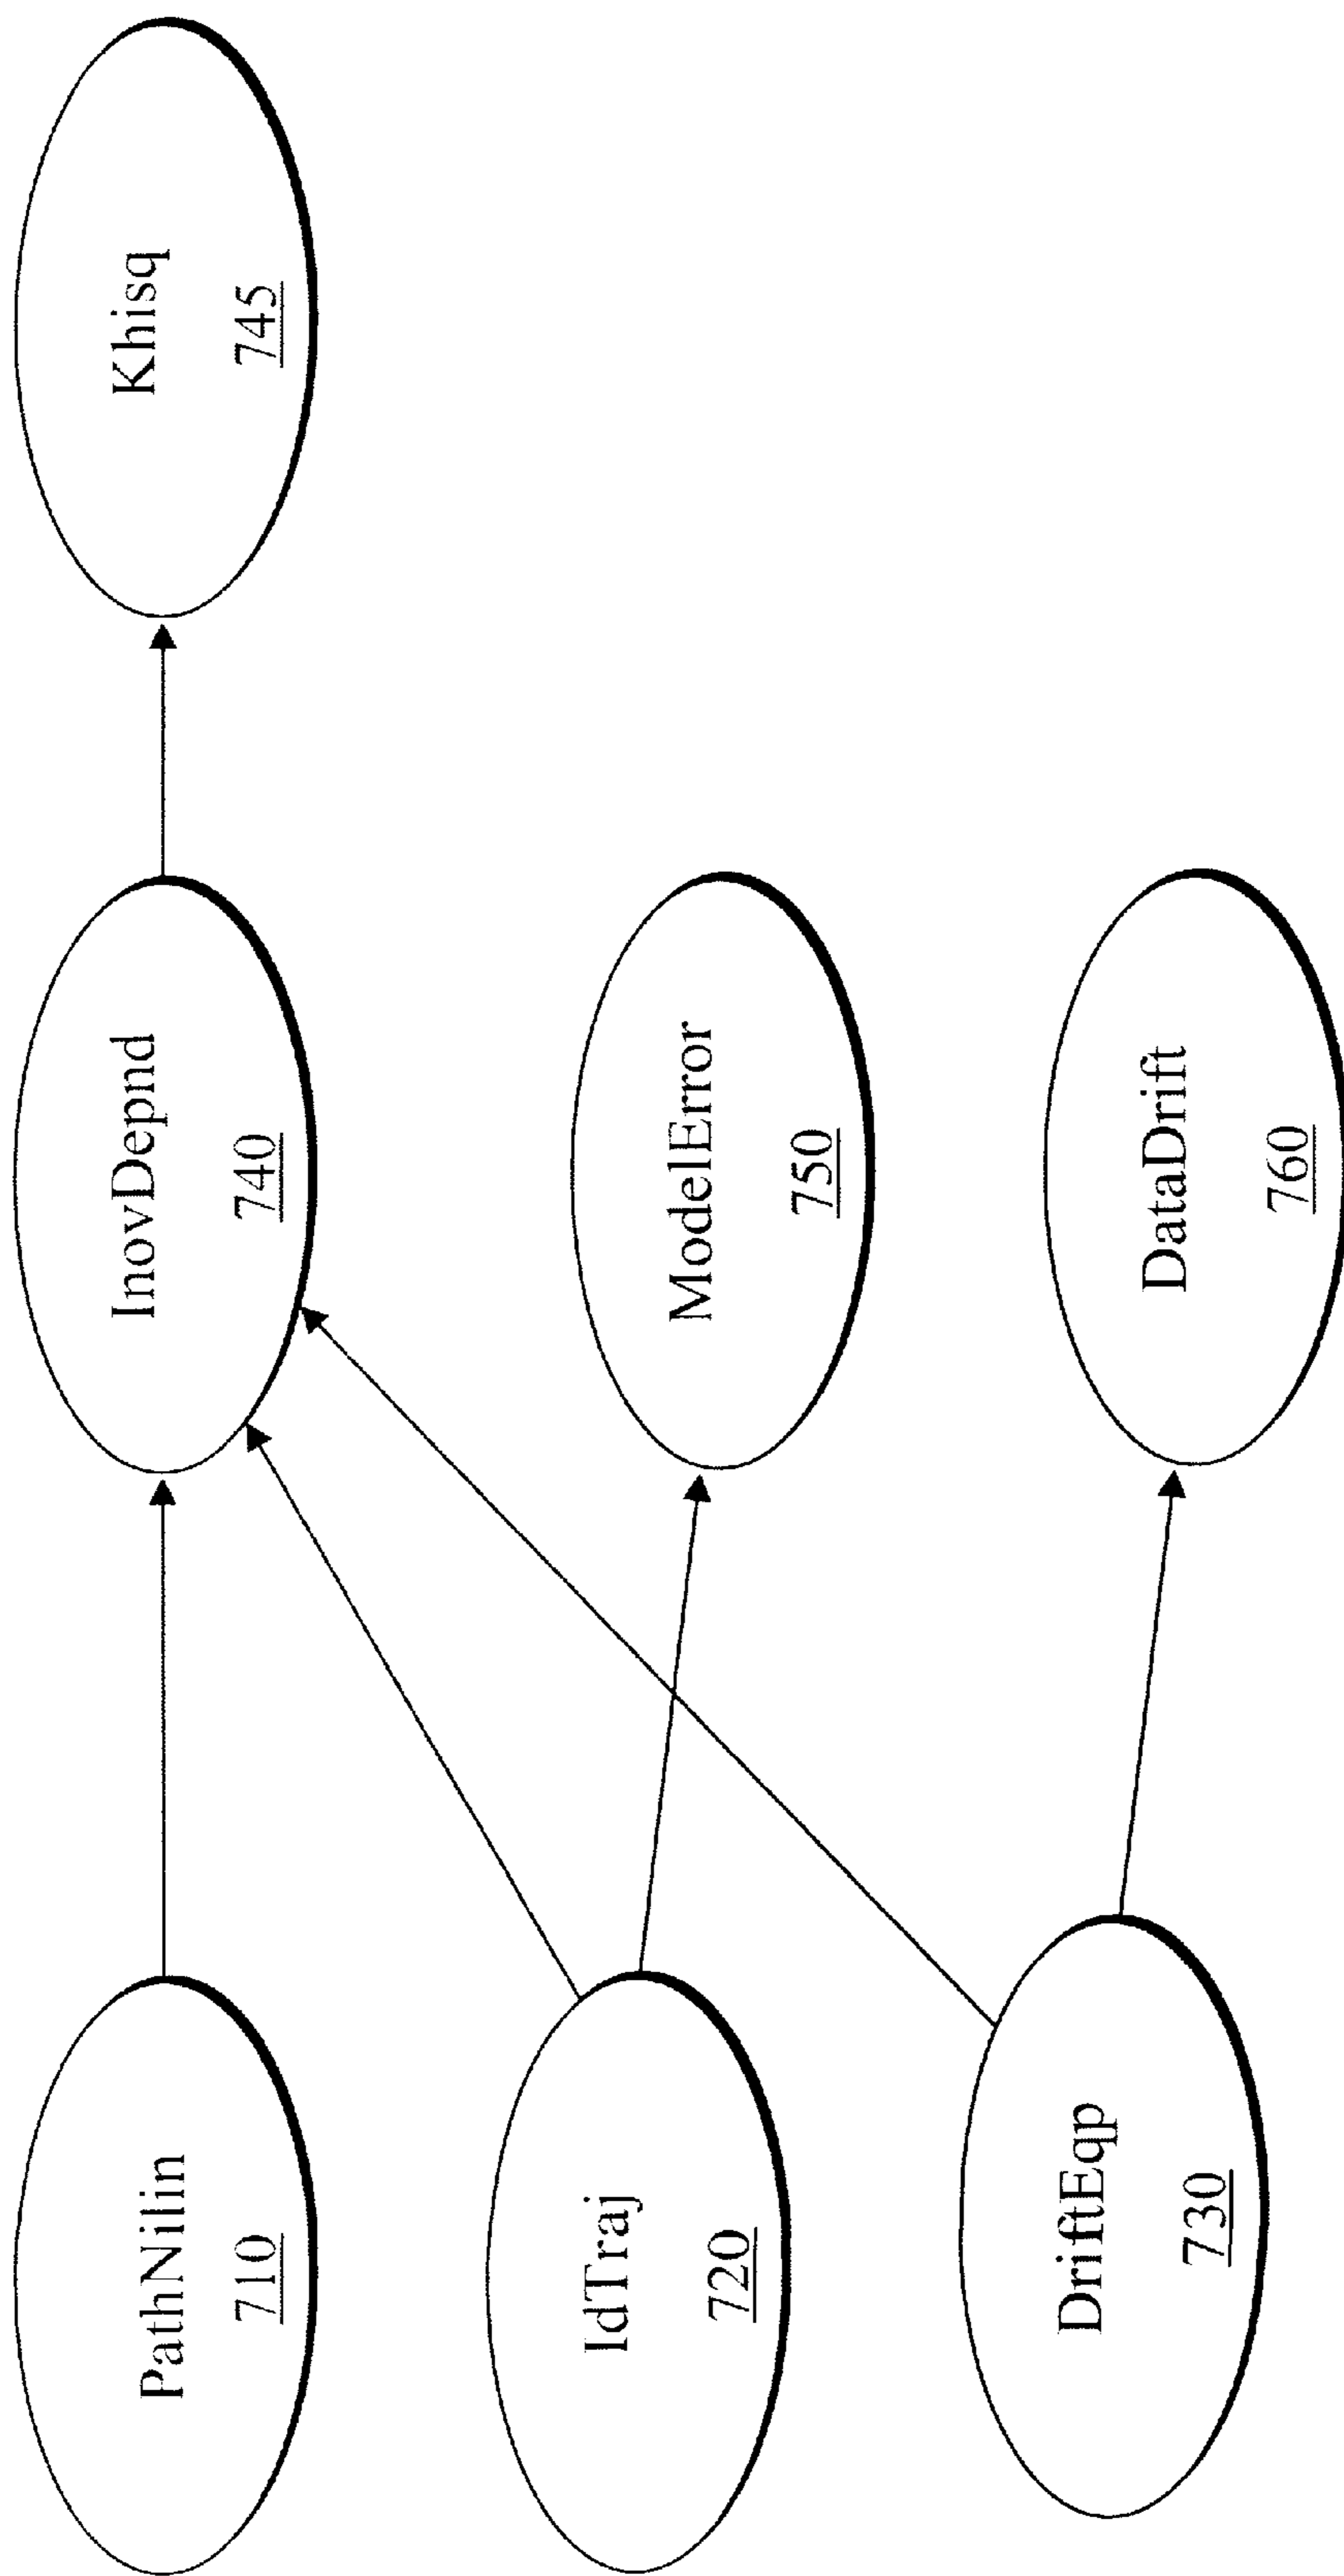 PathNilin
710
InovDepnd
740
Khisq
745
IdTraj
720
ModelError
750
DriftEqp
730
DataDrift
760